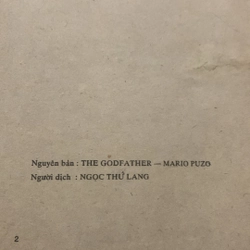 Nguyên bản : THE GODFATHER — MARIO PUZO
Người dịch : NGỌC THỨ LANG
2